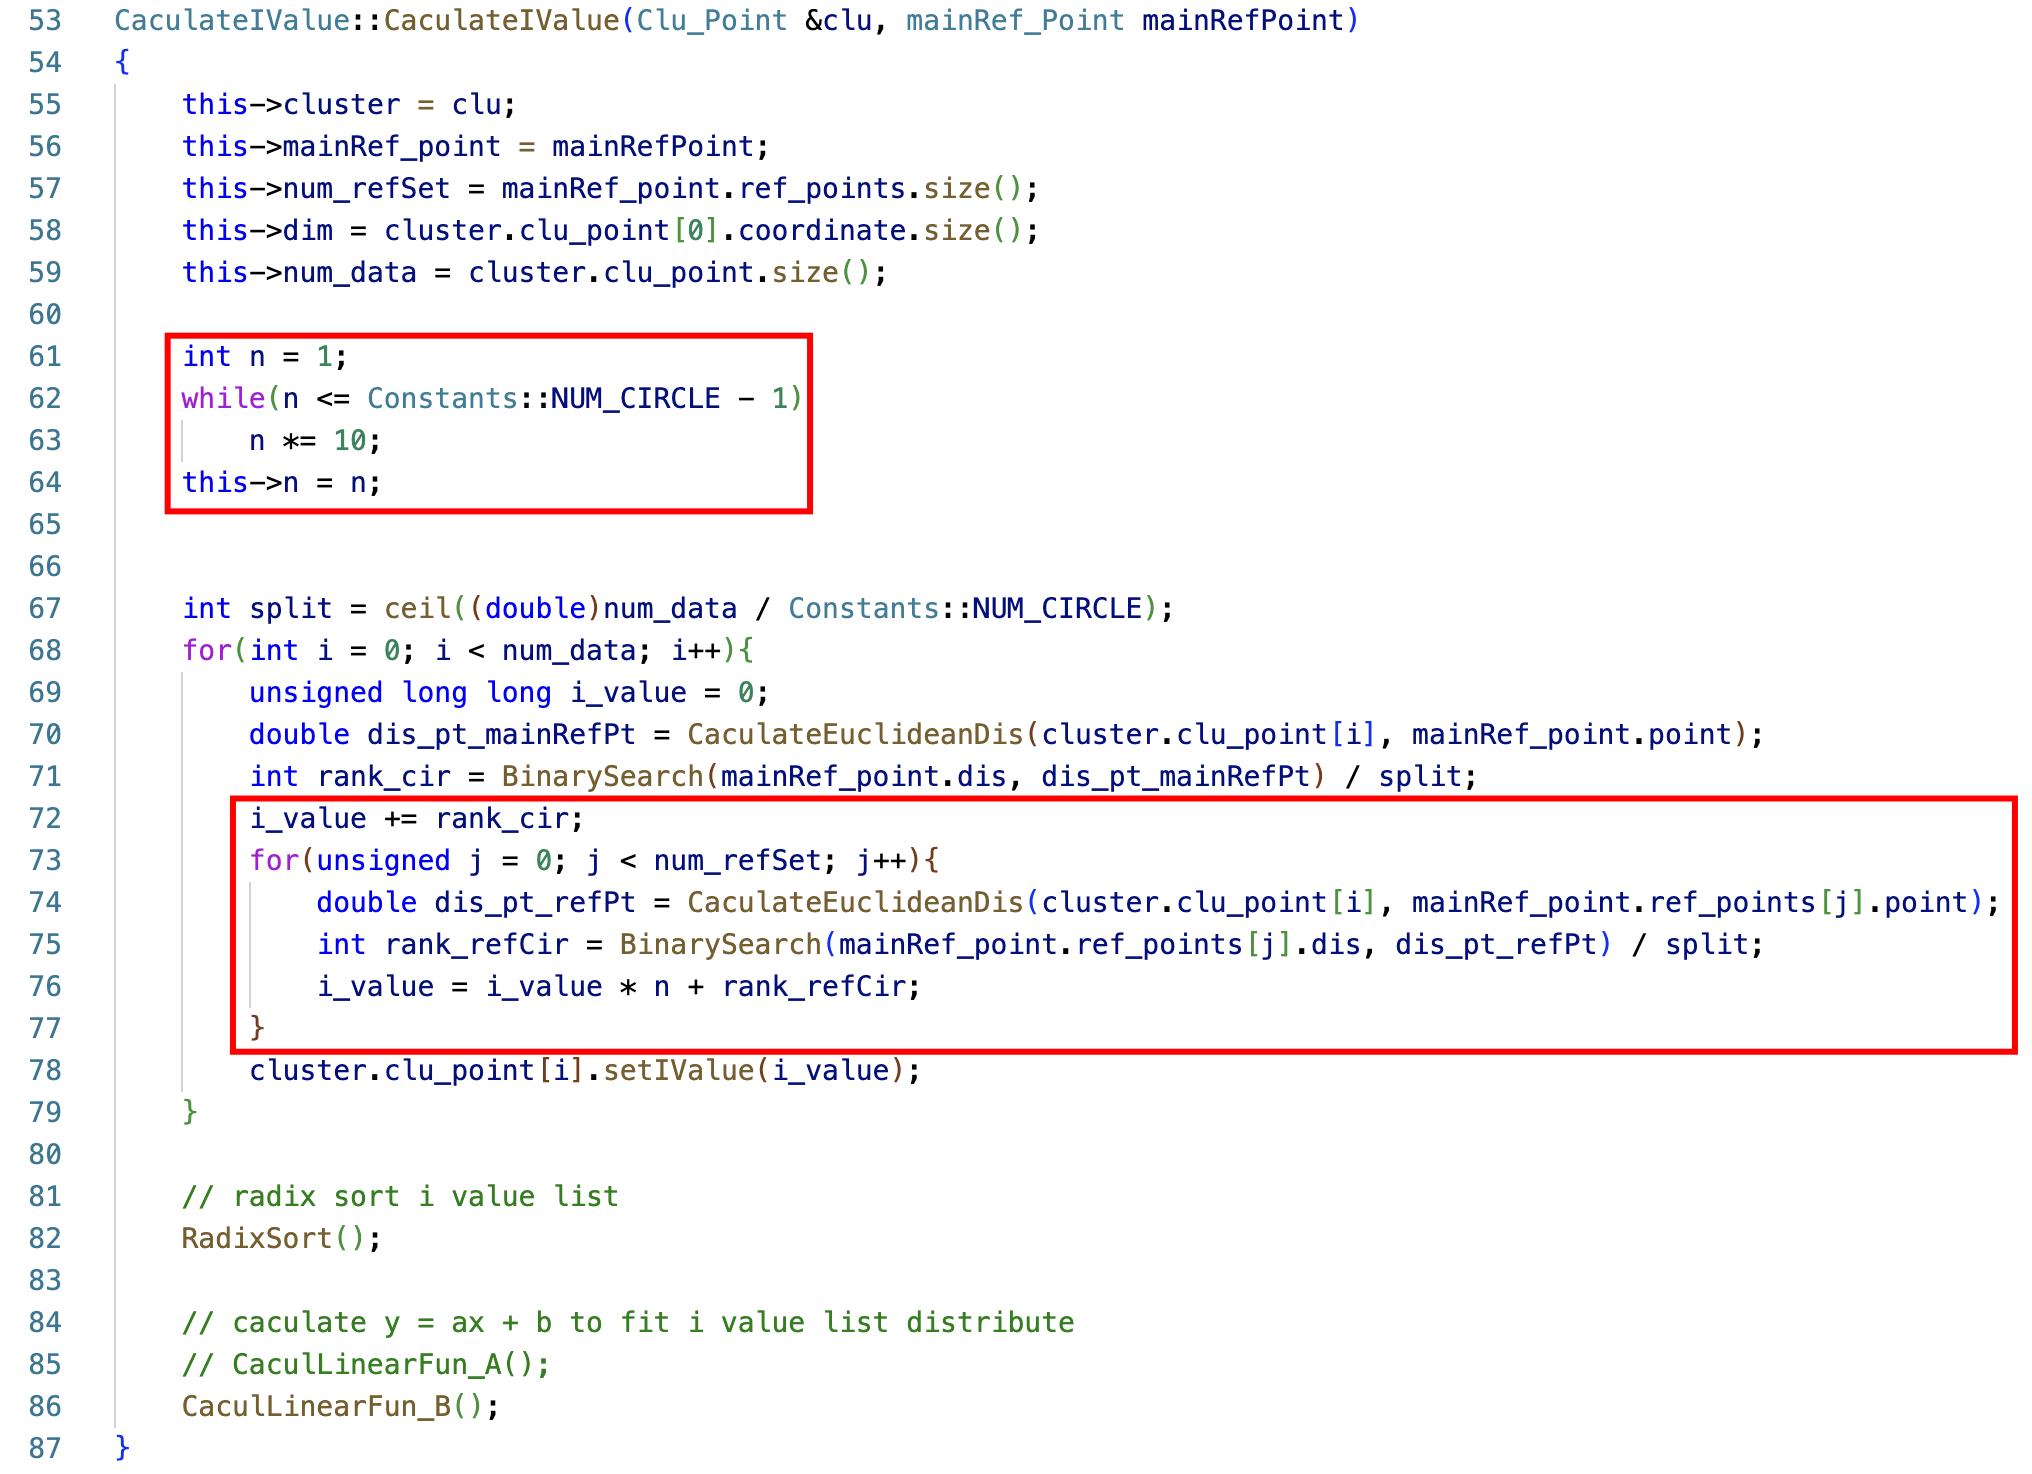 53 CaculateIValue::CaculateIValue(Clu_Point &clu, mainRef_Point mainRefPoint)
54 {
55     this->cluster = clu;
56     this->mainRef_point = mainRefPoint;
57     this->num_refSet = mainRef_point.ref_points.size();
58     this->dim = cluster.clu_point[0].coordinate.size();
59     this->num_data = cluster.clu_point.size();
60
61     int n = 1;
62     while(n <= Constants::NUM_CIRCLE - 1)
63         n *= 10;
64     this->n = n;
65
66
67     int split = ceil((double)num_data / Constants::NUM_CIRCLE);
68     for(int i = 0; i < num_data; i++){
69         unsigned long long i_value = 0;
70         double dis_pt_mainRefPt = CaculateEuclideanDis(cluster.clu_point[i], mainRef_point.point);
71         int rank_cir = BinarySearch(mainRef_point.dis, dis_pt_mainRefPt) / split;
72         i_value += rank_cir;
73         for(unsigned j = 0; j < num_refSet; j++){
74             double dis_pt_refPt = CaculateEuclideanDis(cluster.clu_point[i], mainRef_point.ref_points[j].point);
75             int rank_refCir = BinarySearch(mainRef_point.ref_points[j].dis, dis_pt_refPt) / split;
76             i_value = i_value * n + rank_refCir;
77         }
78         cluster.clu_point[i].setIValue(i_value);
79     }
80
81     // radix sort i value list
82     RadixSort();
83
84     // caculate y = ax + b to fit i value list distribute
85     // CaculLinearFun_A();
86     CaculLinearFun_B();
87 }